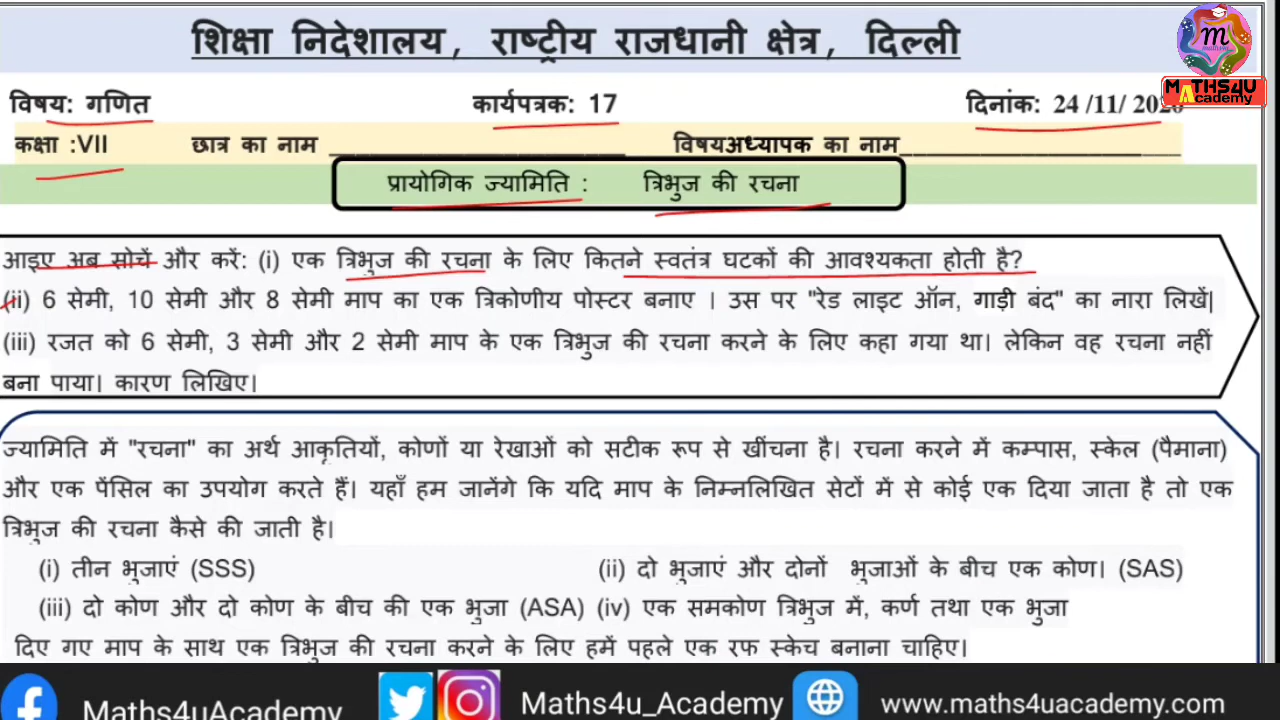 शिक्षा निदेशालय, राष्ट्रीय राजधानी क्षेत्र, दिल्ली
m
MATHS4U
Academy
विषय: गणित कार्यपत्रक: 17 दिनांक: 24 /11/ 2020
कक्षा :VII छात्र का नाम ______________________ विषयअध्यापक का नाम______________________
प्रायोगिक ज्यामिति : त्रिभुज की रचना
आइए अब सोचें और करें: (i) एक त्रिभुज की रचना के लिए कितने स्वतंत्र घटकों की आवश्यकता होती है?
(ii) 6 सेमी, 10 सेमी और 8 सेमी माप का एक त्रिकोणीय पोस्टर बनाए । उस पर "रेड लाइट ऑन, गाड़ी बंद" का नारा लिखें|
(iii) रजत को 6 सेमी, 3 सेमी और 2 सेमी माप के एक त्रिभुज की रचना करने के लिए कहा गया था। लेकिन वह रचना नहीं
बना पाया। कारण लिखिए।
ज्यामिति में "रचना" का अर्थ आकृतियों, कोणों या रेखाओं को सटीक रूप से खींचना है। रचना करने में कम्पास, स्केल (पैमाना)
और एक पेंसिल का उपयोग करते हैं। यहाँ हम जानेंगे कि यदि माप के निम्नलिखित सेटों में से कोई एक दिया जाता है तो एक
त्रिभुज की रचना कैसे की जाती है।
(i) तीन भुजाएं (SSS) (ii) दो भुजाएं और दोनों भुजाओं के बीच एक कोण। (SAS)
(iii) दो कोण और दो कोण के बीच की एक भुजा (ASA) (iv) एक समकोण त्रिभुज में, कर्ण तथा एक भुजा
दिए गए माप के साथ एक त्रिभुज की रचना करने के लिए हमें पहले एक रफ स्केच बनाना चाहिए।
Maths4uAcademy Maths4u_Academy www.maths4uacademy.com